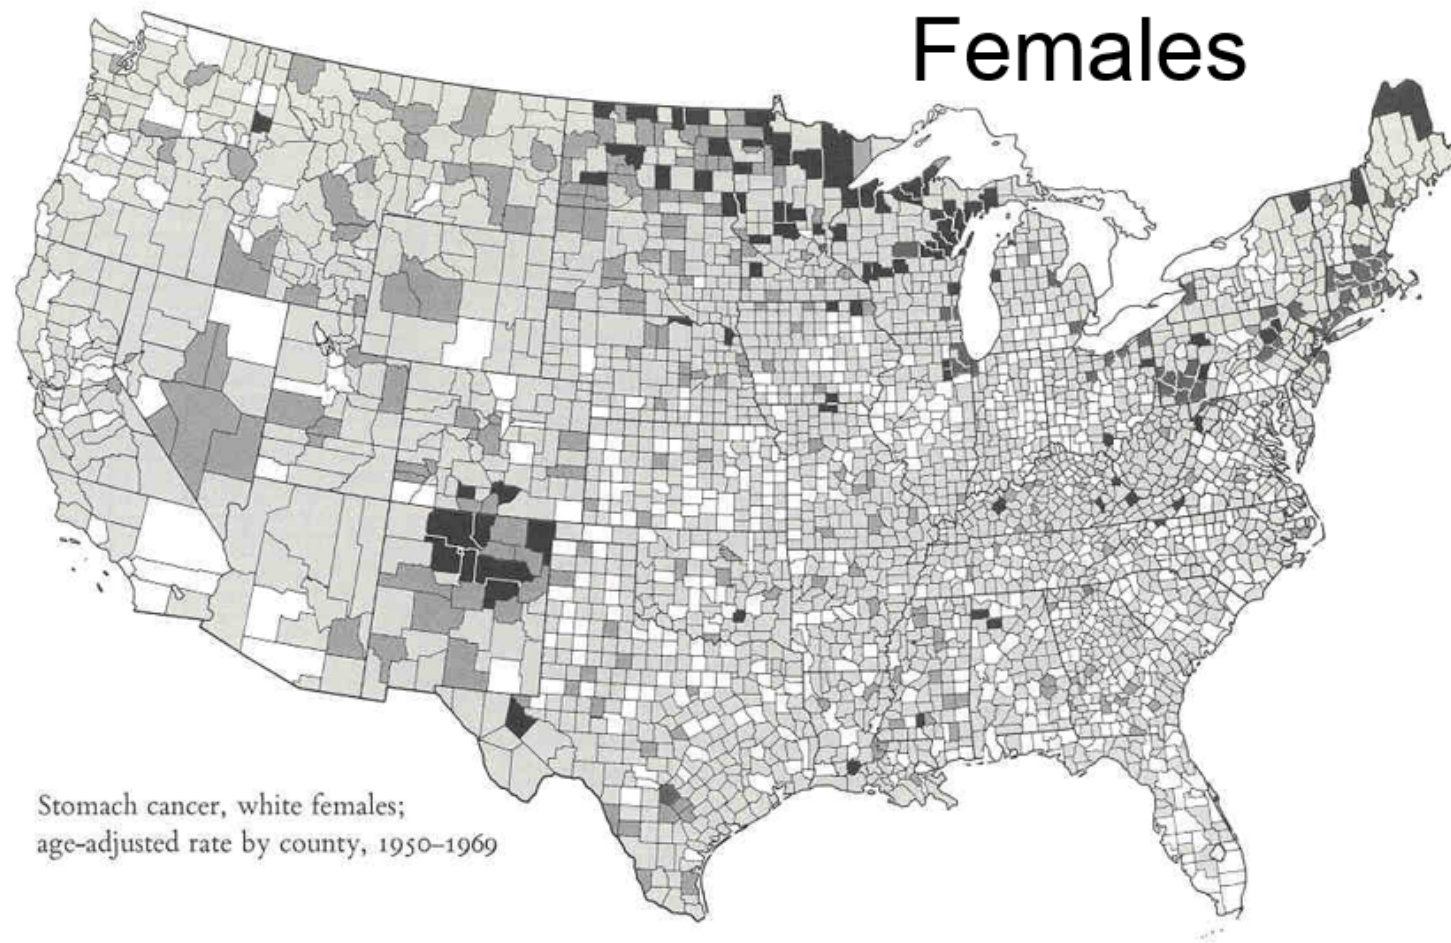 Females
Stomach cancer, white females;
age-adjusted rate by county, 1950–1969